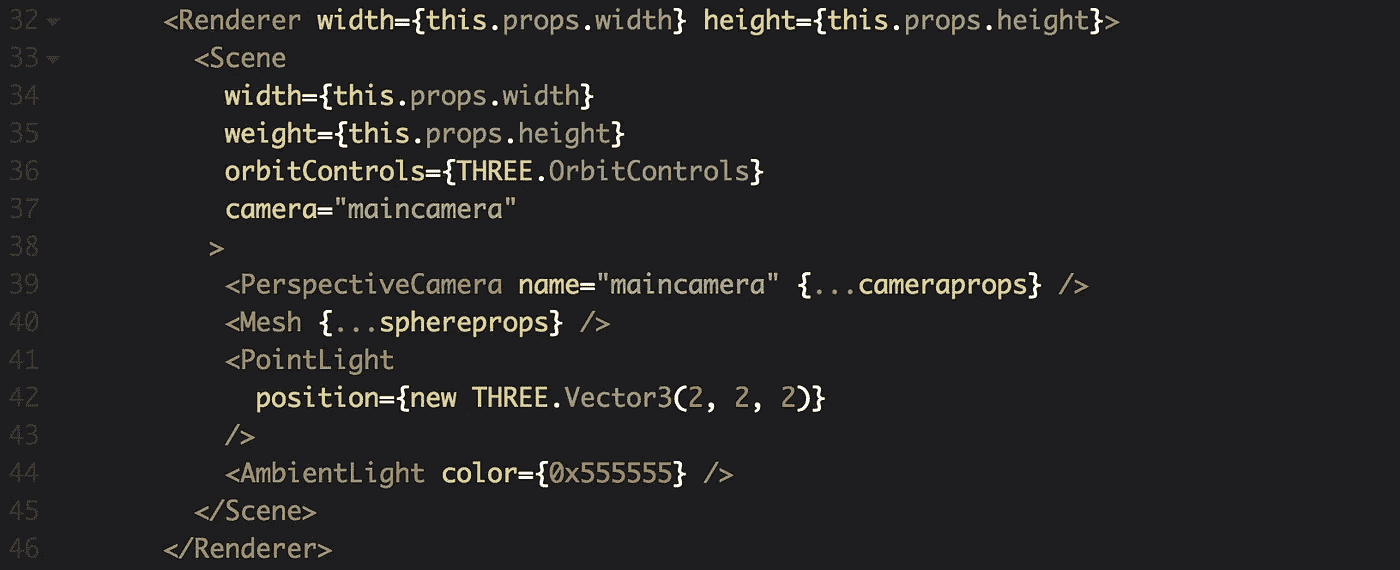 32 <Renderer width={this.props.width} height={this.props.height}>
33 <Scene
34 width={this.props.width}
35 weight={this.props.height}
36 orbitControls={THREE.OrbitControls}
37 camera="maincamera"
38 >
39 <PerspectiveCamera name="maincamera" {...cameraprops} />
40 <Mesh {...sphereprops} />
41 <PointLight
42 position={new THREE.Vector3(2, 2, 2)}
43 />
44 <AmbientLight color={0x555555} />
45 </Scene>
46 </Renderer>